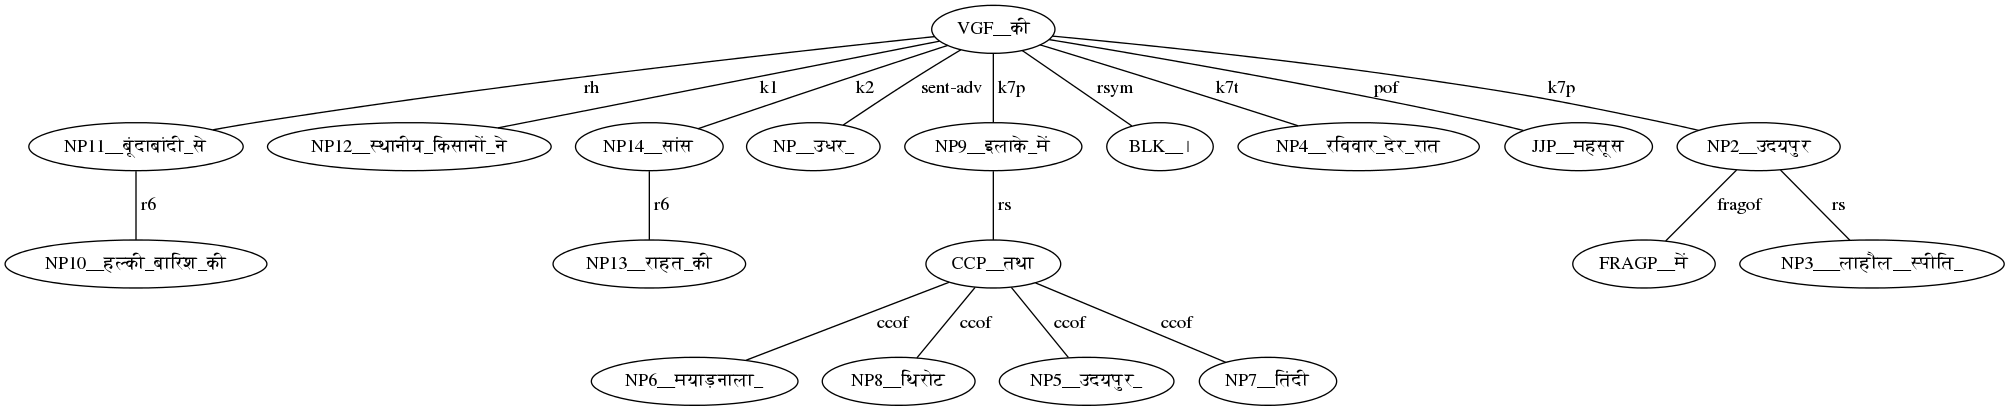 VGF__की
rh k1 k2 sent-adv k7p rsym k7t pof k7p
NP11__बूंदाबांदी_से NP12__स्थानीय_किसानों_ने NP14__सांस NP__उधर_ NP9__इलाके_में BLK__। NP4__रविवार_देर_रात JJP__महसूस NP2__उदयपुर
r6 r6 rs fragof rs
NP10__हल्की_बारिश_की NP13__राहत_की CCP__तथा FRAGP__में NP3___लाहौल__स्पीति_
ccof ccof ccof ccof
NP6__मयाड़नाला_ NP8__थिरोट NP5__उदयपुर_ NP7__तिंदी